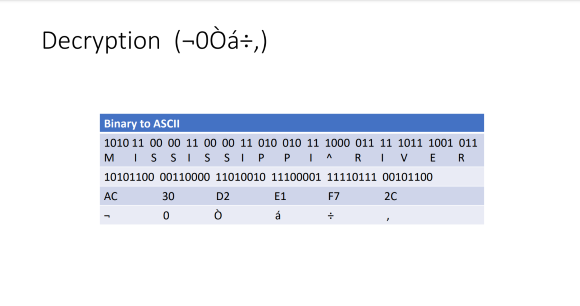 Decryption (¬0Òá÷,)
Binary to ASCII
1010 11 00 00 11 00 00 11 010 010 11 1000 011 11 1011 1001 011
M I S S I S S I P P I ^ R I V E R
10101100 00110000 11010010 11100001 11110111 00101100
AC 30 D2 E1 F7 2C
¬ 0 Ò á ÷ ,